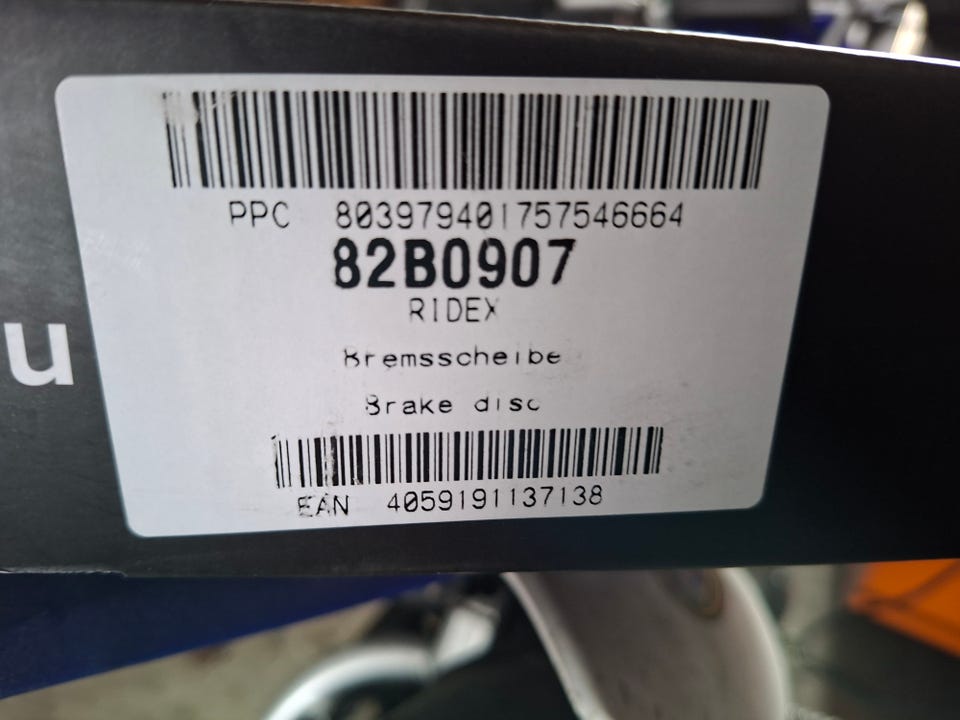 PPC 803979401757546664
82B0907
RIDEX
Bremsscheibe
Brake disc
EAN 4059191137138
u